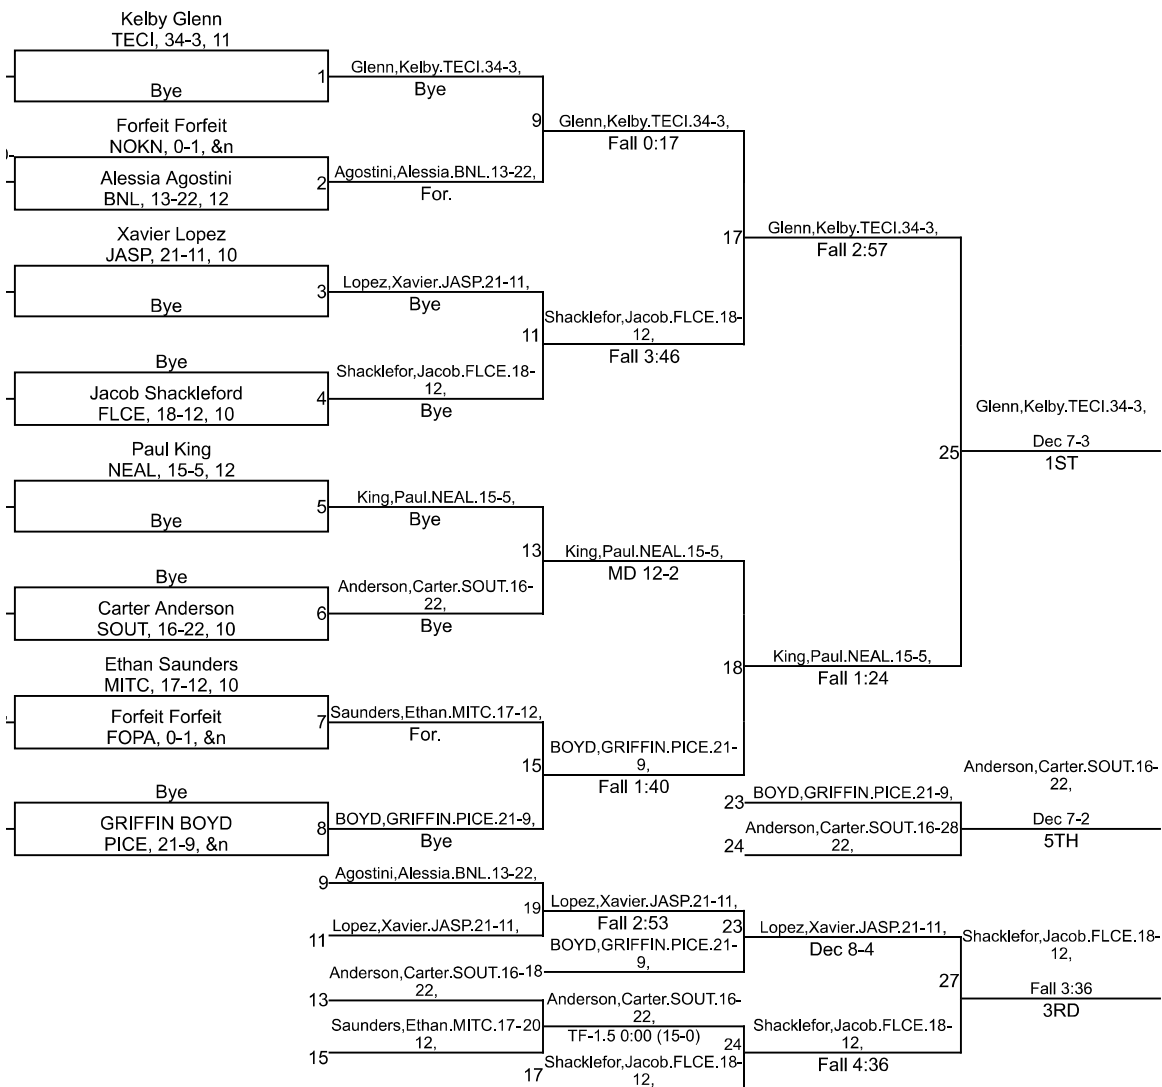 Kelby Glenn
TECI, 34-3, 11
1
Bye
Glenn,Kelby.TECI.34-3,
Bye
Forfeit Forfeit
NOKN, 0-1, &n
Alessia Agostini
BNL, 13-22, 12
2
Agostini,Alessia.BNL.13-22,
For.
9
Glenn,Kelby.TECI.34-3,
Fall 0:17
Xavier Lopez
JASP, 21-11, 10
3
Bye
Lopez,Xavier.JASP.21-11,
Bye
Bye
Jacob Shackleford
FLCE, 18-12, 10
4
Shacklefor,Jacob.FLCE.18-
12,
Bye
11
Shacklefor,Jacob.FLCE.18-
12,
Fall 3:46
17
Glenn,Kelby.TECI.34-3,
Fall 2:57
Paul King
NEAL, 15-5, 12
5
Bye
King,Paul.NEAL.15-5,
Bye
Bye
Carter Anderson
SOUT, 16-22, 10
6
Anderson,Carter.SOUT.16-
22,
Bye
13
King,Paul.NEAL.15-5,
MD 12-2
Ethan Saunders
MITC, 17-12, 10
Forfeit Forfeit
FOPA, 0-1, &n
7
Saunders,Ethan.MITC.17-12,
For.
Bye
GRIFFIN BOYD
PICE, 21-9, &n
8
BOYD,GRIFFIN.PICE.21-9,
Bye
15
BOYD,GRIFFIN.PICE.21-
9,
Fall 1:40
18
King,Paul.NEAL.15-5,
Fall 1:24
25
Glenn,Kelby.TECI.34-3,
Dec 7-3
1ST
23
BOYD,GRIFFIN.PICE.21-9,
24
Anderson,Carter.SOUT.16-
22,
28
Anderson,Carter.SOUT.16-
22,
Dec 7-2
5TH
9
Agostini,Alessia.BNL.13-22,
11
Lopez,Xavier.JASP.21-11,
19
Lopez,Xavier.JASP.21-11,
Fall 2:53
18
BOYD,GRIFFIN.PICE.21-
9,
23
Lopez,Xavier.JASP.21-11,
Dec 8-4
13
Anderson,Carter.SOUT.16-
22,
15
Saunders,Ethan.MITC.17-
12,
20
Anderson,Carter.SOUT.16-
22,
TF-1.5 0:00 (15-0)
17
Shacklefor,Jacob.FLCE.18-
12,
24
Shacklefor,Jacob.FLCE.18-
12,
Fall 4:36
27
Shacklefor,Jacob.FLCE.18-
12,
Fall 3:36
3RD